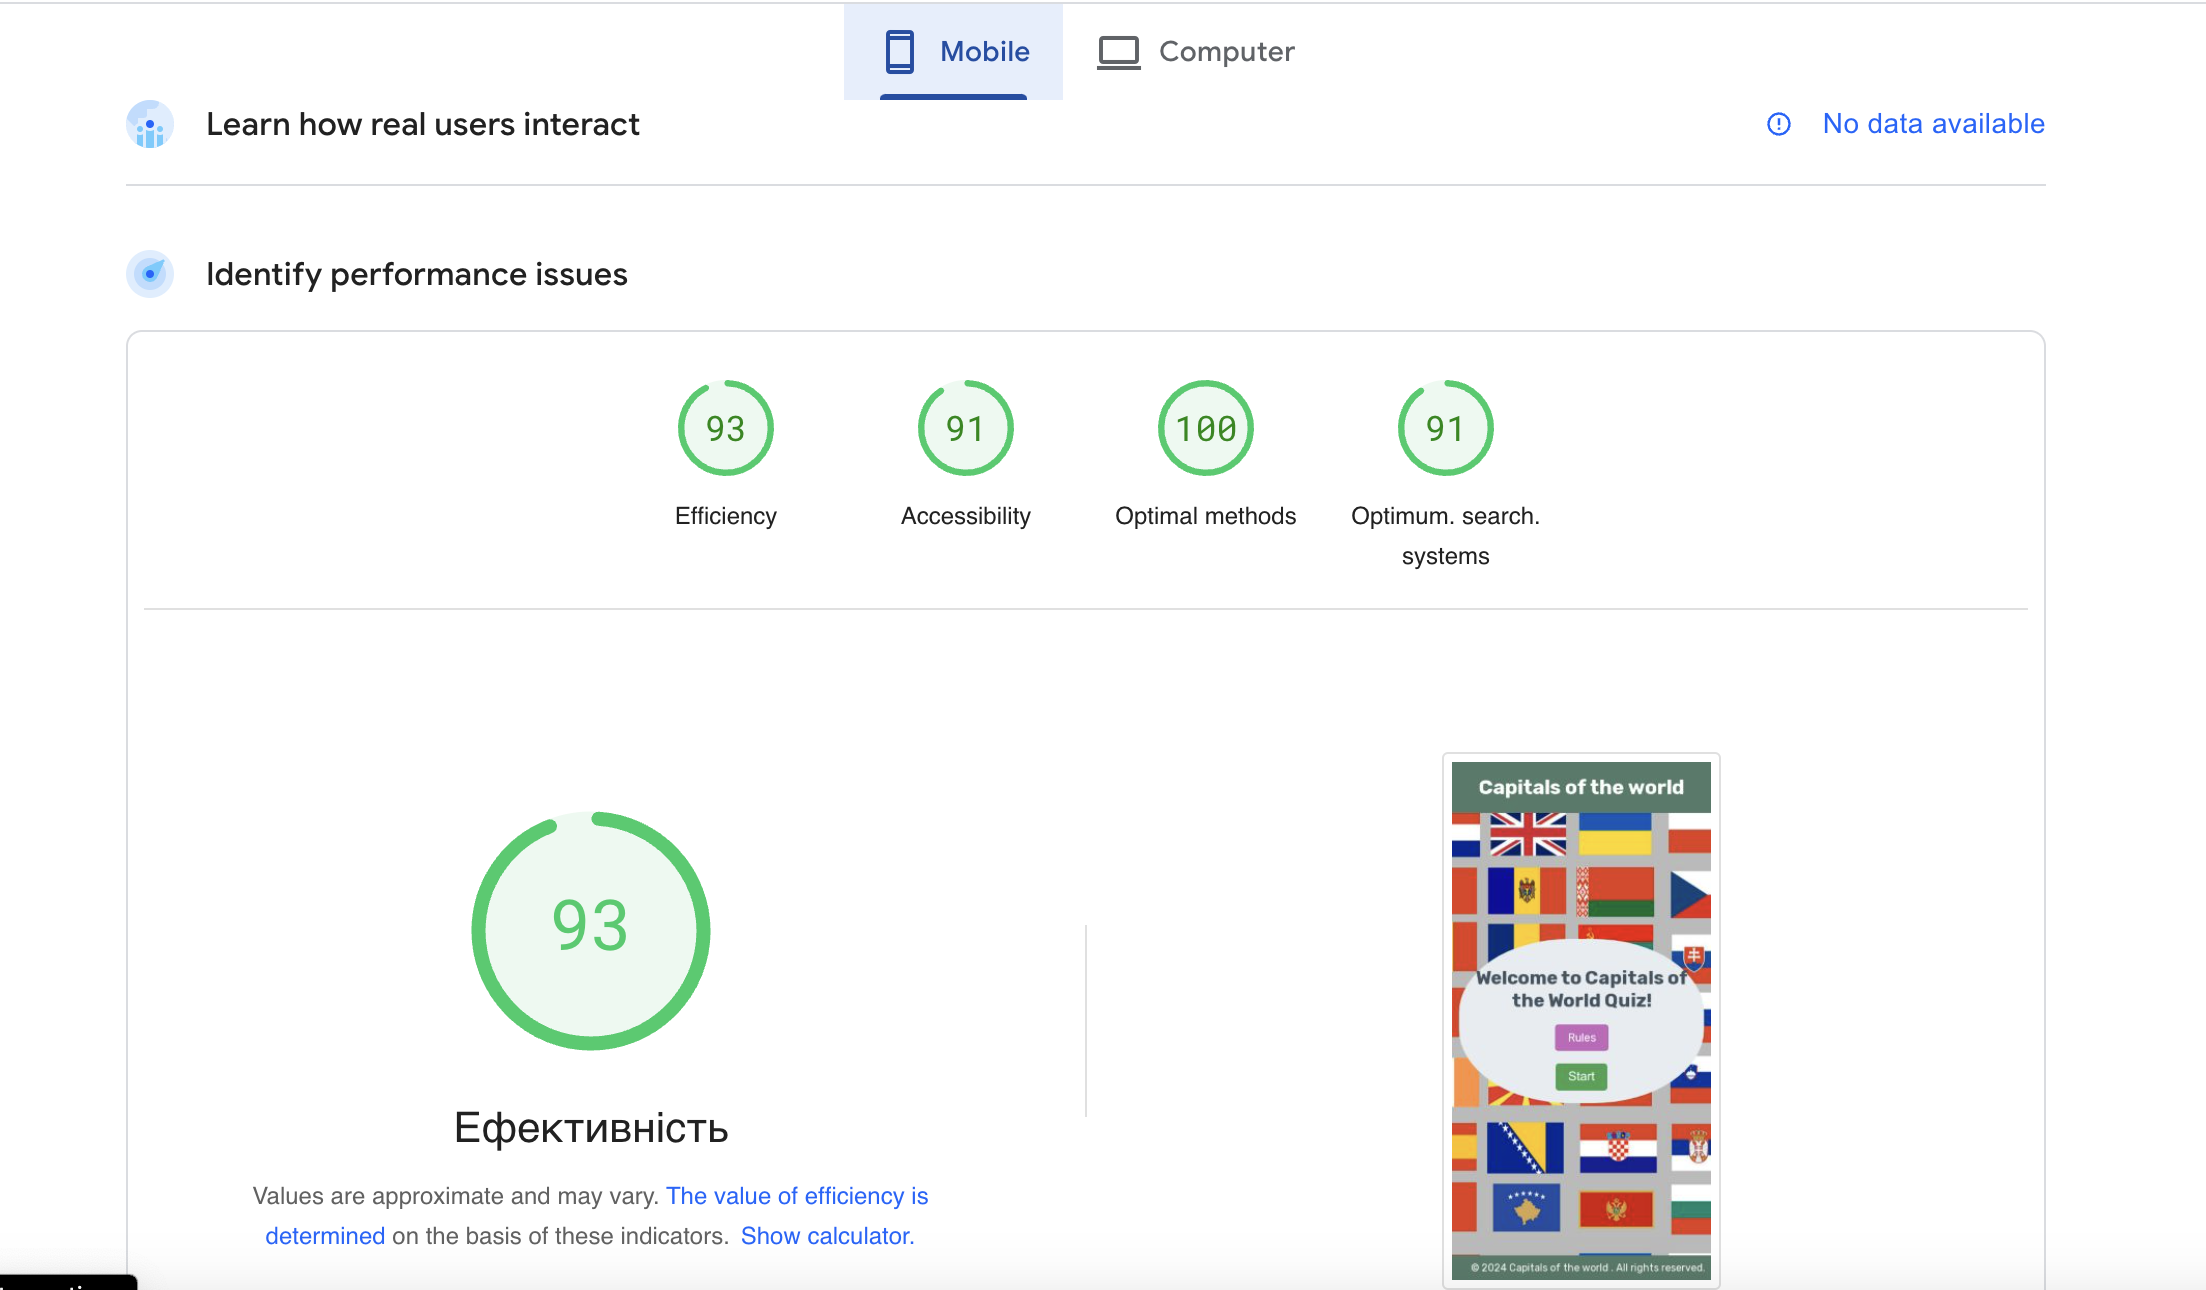 Mobile
Computer
Learn how real users interact
No data available
Identify performance issues
93
91
100
91
Efficiency
Accessibility
Optimal methods
Optimum. search.
systems
93
Ефективність
Values are approximate and may vary. The value of efficiency is
determined on the basis of these indicators. Show calculator.
Capitals of the world
Welcome to Capitals of
the World Quiz!
Rules
Start
© 2024 Capitals of the world . All rights reserved.